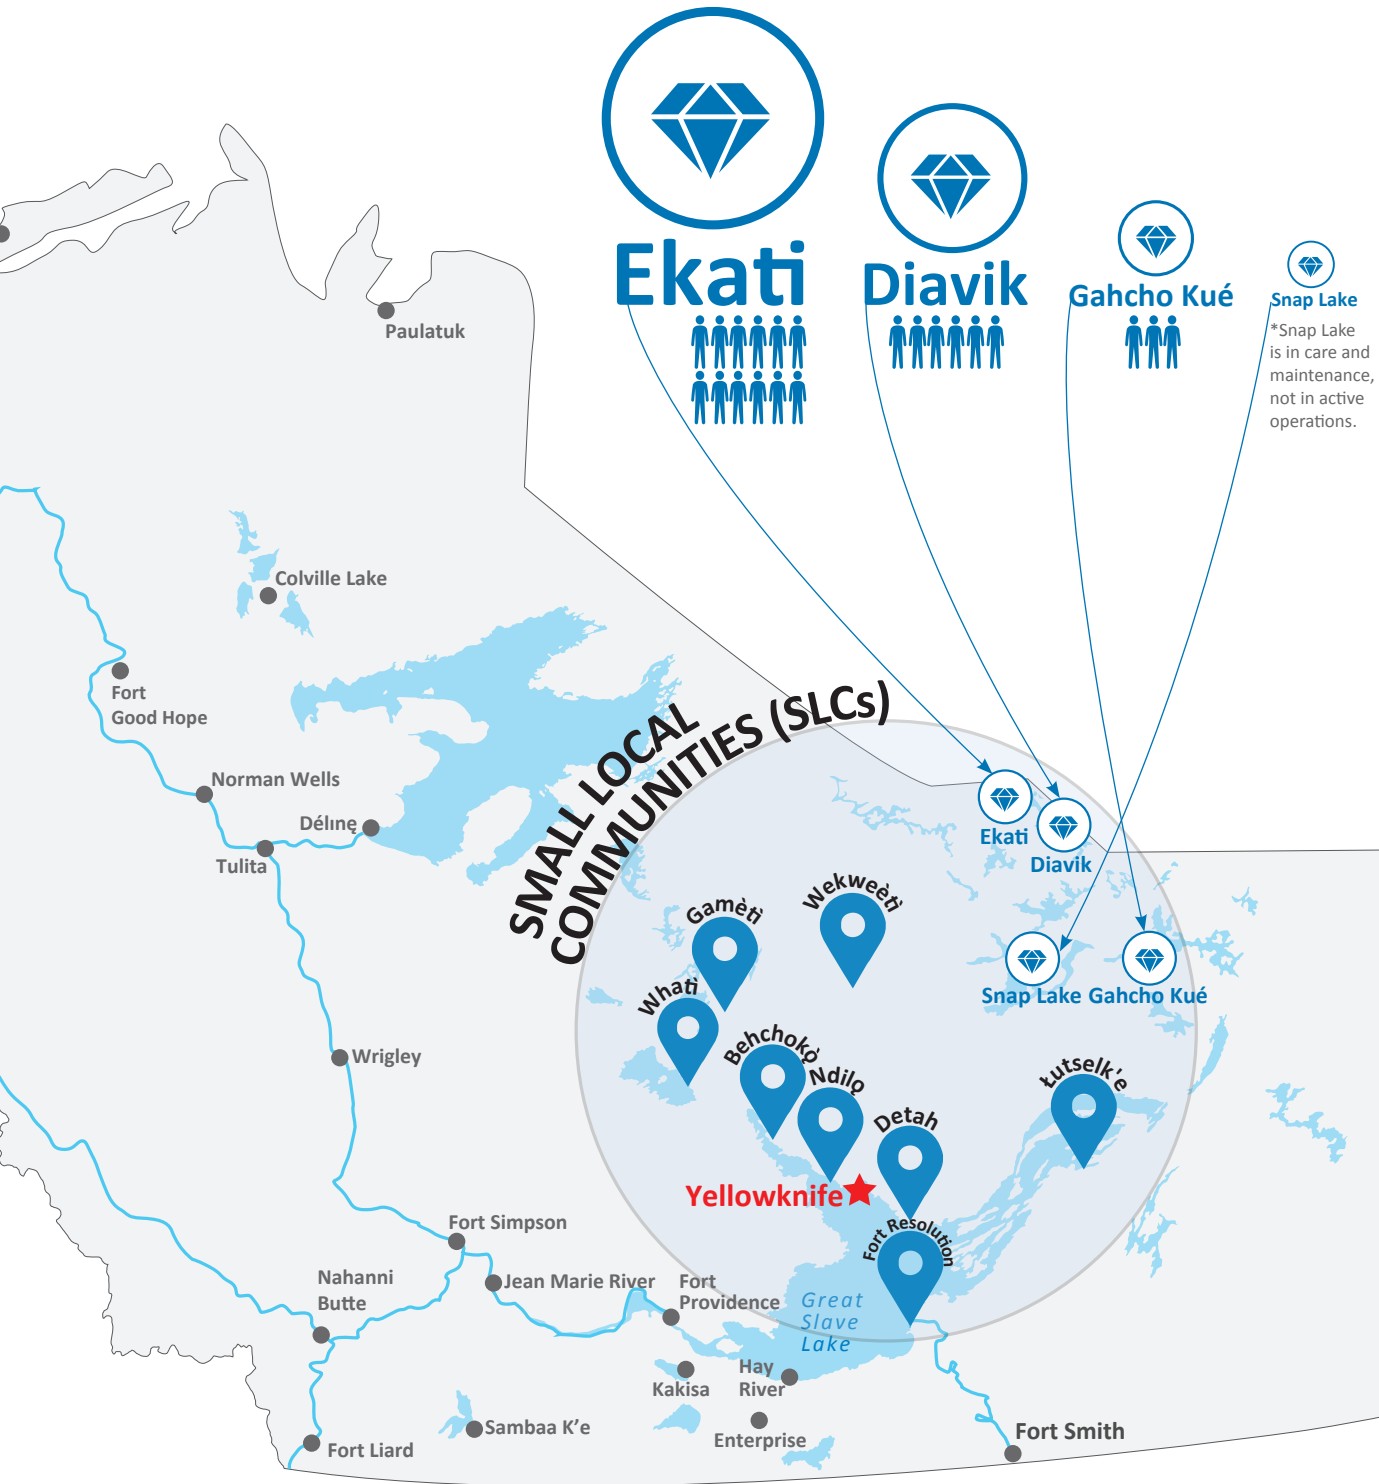 Ekati
Diavik
Gahcho Kué
Snap Lake
*Snap Lake
is in care and
maintenance,
not in active
operations.
Paulatuk
Colville Lake
Fort
Good Hope
Norman Wells
Délı̨nę
Tulita
SMALL LOCAL
COMMUNITIES (SLCs)
Ekati
Diavik
Wekweètì
Gamètì
Snap Lake
Gahcho Kué
Whatì
Behchokǫ̀
Ndilǫ
Wrigley
Łutselk'e
Detah
Yellowknife
Fort Resolution
Fort Simpson
Nahanni
Butte
Jean Marie River
Fort
Providence
Great
Slave
Lake
Hay
River
Kakisa
Sambaa K’e
Enterprise
Fort Smith
Fort Liard